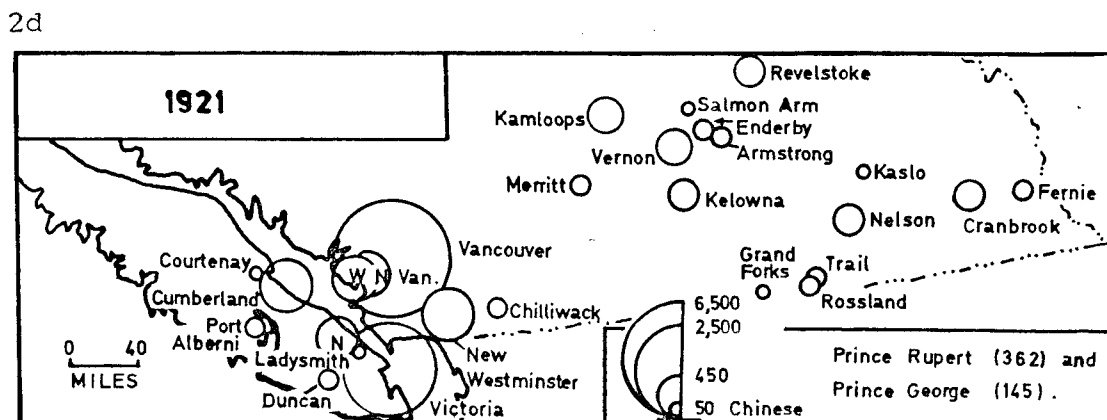 2d
1921
Revelstoke
Kamloops
Salmon Arm
Enderby
Armstrong
Vernon
Merritt
Kaslo
Kelowna
Fernie
Nelson
Cranbrook
Vancouver
Courtenay
W N Van.
Grand
Forks
Trail
Rossland
Cumberland
Chilliwack
Port
Alberni
N
Ladysmith
New
Westminster
Duncan
Victoria
0 40
MILES
6,500
2,500
450
50 Chinese
Prince Rupert (362) and
Prince George (145).